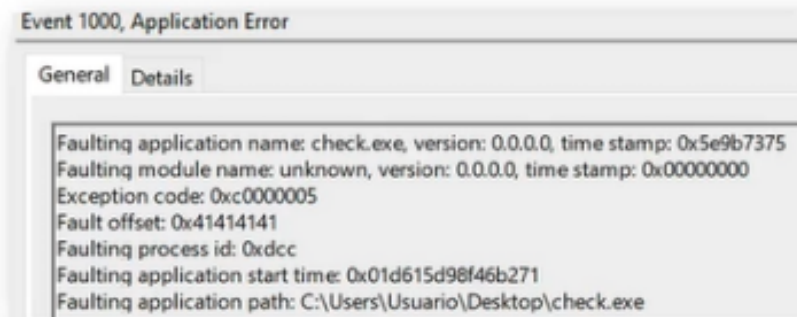 Event 1000, Application Error
General Details
Faulting application name: check.exe, version: 0.0.0.0, time stamp: 0x5e9b7375
Faulting module name: unknown, version: 0.0.0.0, time stamp: 0x00000000
Exception code: 0xc0000005
Fault offset: 0x41414141
Faulting process id: 0xdcc
Faulting application start time: 0x01d615d98f46b271
Faulting application path: C:\Users\Usuario\Desktop\check.exe